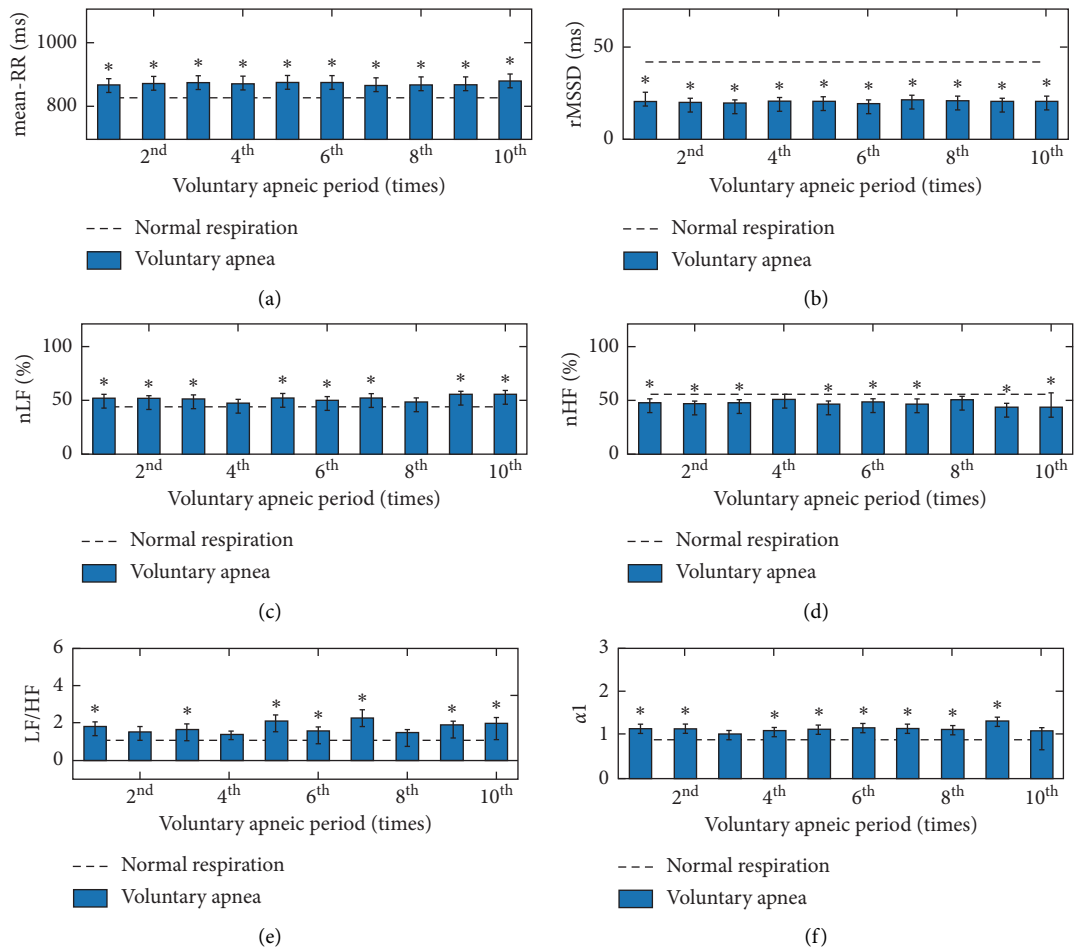 mean-RR (ms)
1000
800
* * * * * * * * * *
2nd 4th 6th 8th 10th
Voluntary apneic period (times)
Normal respiration
Voluntary apnea
(a)
rMSSD (ms)
50
0
* * * * * * * * * *
2nd 4th 6th 8th 10th
Voluntary apneic period (times)
Normal respiration
Voluntary apnea
(b)
nLF (%)
100
50
0
* * * * * * * *
2nd 4th 6th 8th 10th
Voluntary apneic period (times)
Normal respiration
Voluntary apnea
(c)
nHF (%)
100
50
0
* * * * * * * *
2nd 4th 6th 8th 10th
Voluntary apneic period (times)
Normal respiration
Voluntary apnea
(d)
LF/HF
6
4
2
0
* * * * * * *
2nd 4th 6th 8th 10th
Voluntary apneic period (times)
Normal respiration
Voluntary apnea
(e)
α1
3
2
1
0
* * * * * * * *
2nd 4th 6th 8th 10th
Voluntary apneic period (times)
Normal respiration
Voluntary apnea
(f)